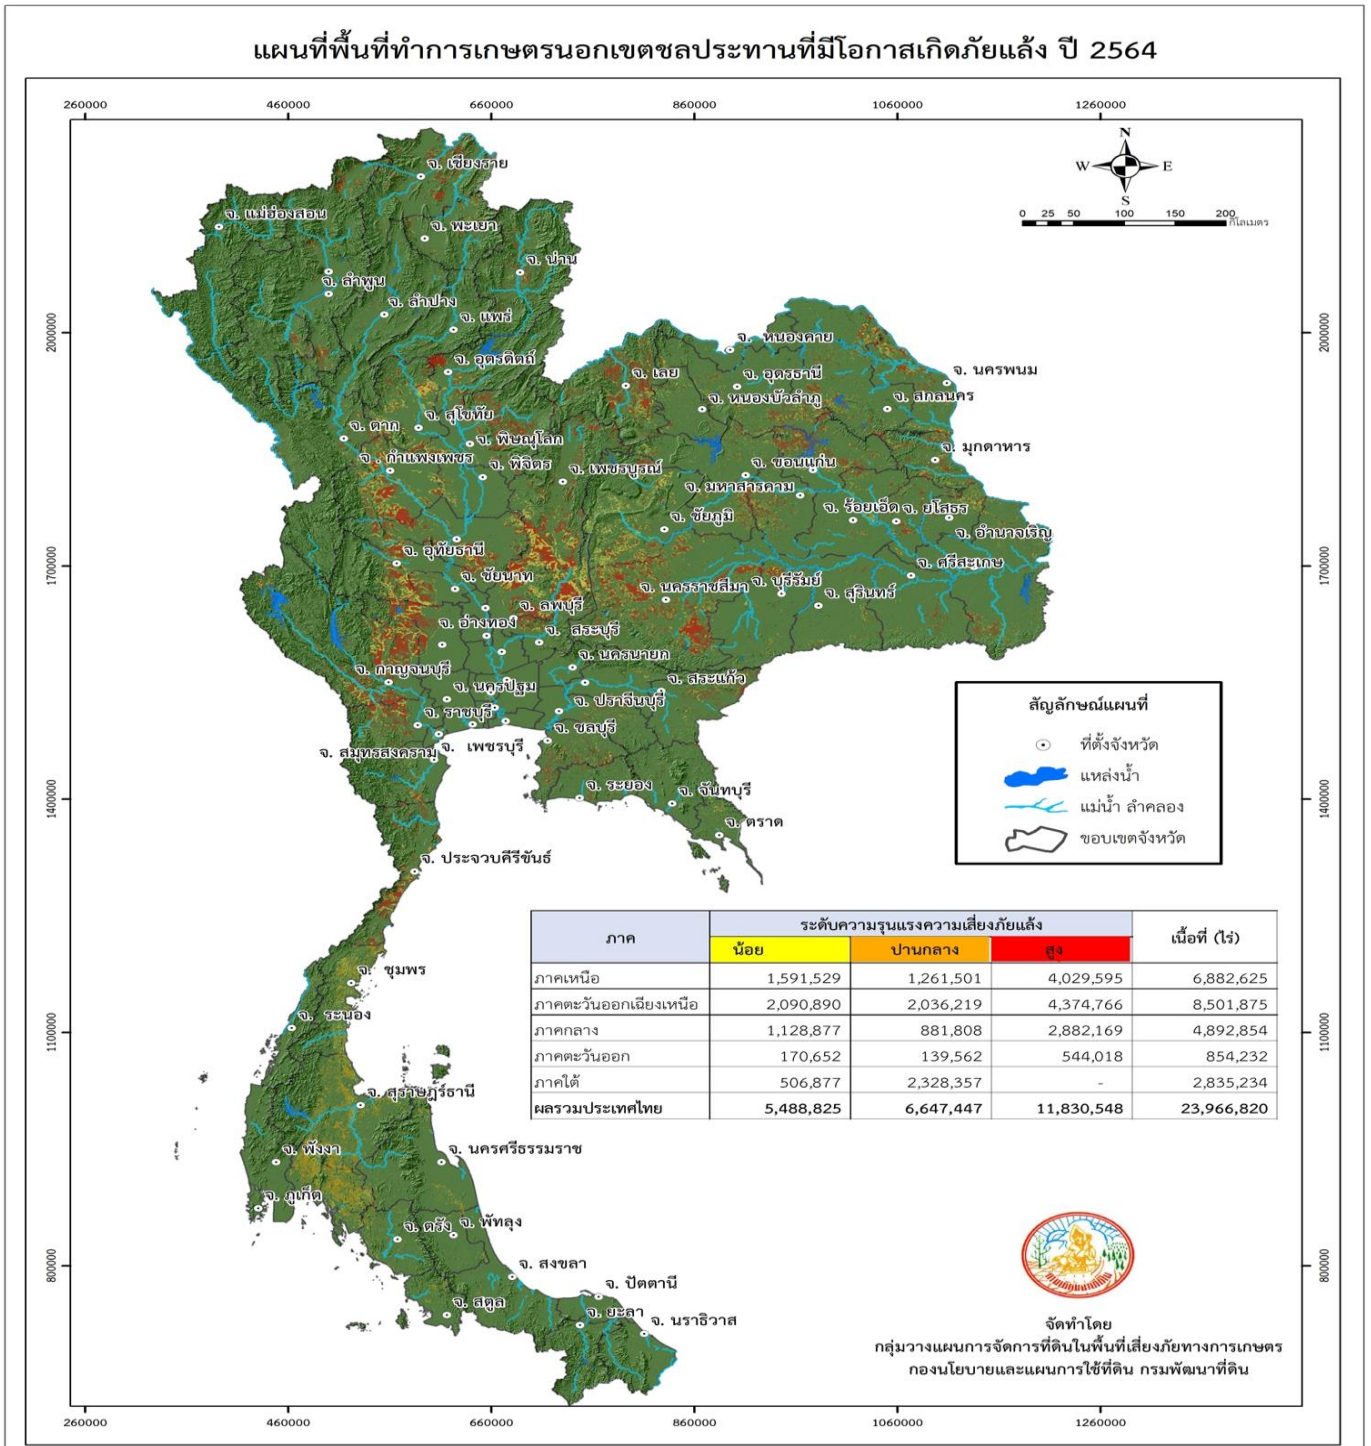 แผนที่พื้นที่ทำการเกษตรนอกเขตชลประทานที่มีโอกาสเกิดภัยแล้ง ปี 2564
260000 460000 660000 860000 1060000 1260000
N
W E
S
0 25 50 100 150 200
กิโลเมตร
จ. เชียงราย
จ. แม่ฮ่องสอน
จ. พะเยา
จ. น่าน
จ. ลำพูน
จ. ลำปาง
จ. แพร่
2000000 2000000
จ. หนองคาย
จ. อุตรดิตถ์
จ. เลย
จ. อุดรธานี
จ. นครพนม
จ. หนองบัวลำภู
จ. สกลนคร
จ. สุโขทัย
จ. ตาก
จ. พิษณุโลก
จ. มุกดาหาร
จ. กำแพงเพชร
จ. พิจิตร
จ. เพชรบูรณ์
จ. ขอนแก่น
จ. มหาสารคาม
จ. ชัยภูมิ
จ. ร้อยเอ็ด
จ. ยโสธร
จ. อำนาจเริญ
จ. อุทัยธานี
1700000 1700000
จ. ศรีสะเกษ
จ. ชัยนาท
จ. นครราชสีมา
จ. บุรีรัมย์
จ. สุรินทร์
จ. ลพบุรี
จ. อ่างทอง
จ. สระบุรี
จ. นครนายก
จ. กาญจนบุรี
จ. สระแก้ว
จ. นครปฐม
จ. ปราจีนบุรี
จ. ราชบุรี
จ. ชลบุรี
จ. สมุทรสงคราม
จ. เพชรบุรี
จ. ระยอง
จ. จันทบุรี
1400000 1400000
จ. ตราด
จ. ประจวบคีรีขันธ์
สัญลักษณ์แผนที่
ที่ตั้งจังหวัด
แหล่งน้ำ
แม่น้ำ ลำคลอง
ขอบเขตจังหวัด
ภาค ระดับความรุนแรงความเสี่ยงภัยแล้ง เนื้อที่ (ไร่)
น้อย ปานกลาง สูง
ภาคเหนือ 1,591,529 1,261,501 4,029,595 6,882,625
ภาคตะวันออกเฉียงเหนือ 2,090,890 2,036,219 4,374,766 8,501,875
ภาคกลาง 1,128,877 881,808 2,882,169 4,892,854
ภาคตะวันออก 170,652 139,562 544,018 854,232
ภาคใต้ 506,877 2,328,357 - 2,835,234
ผลรวมประเทศไทย 5,488,825 6,647,447 11,830,548 23,966,820
จ. ชุมพร
จ. ระนอง
1100000 1100000
จ. สุราษฎร์ธานี
จ. พังงา
จ. นครศรีธรรมราช
จ. ภูเก็ต
จ. ตรัง
จ. พัทลุง
จ. สงขลา
800000 800000
จ. ปัตตานี
จ. สตูล
จ. ยะลา
จ. นราธิวาส
กรมพัฒนาที่ดิน
จัดทำโดย
กลุ่มวางแผนการจัดการที่ดินในพื้นที่เสี่ยงภัยทางการเกษตร
กองนโยบายและแผนการใช้ที่ดิน กรมพัฒนาที่ดิน
260000 460000 660000 860000 1060000 1260000